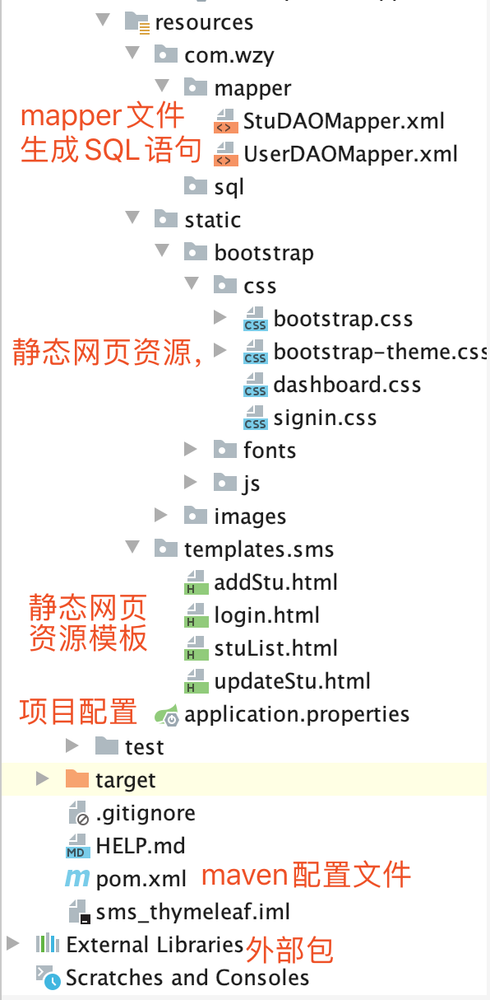 resources
com.wzy
mapper
mapper文件
StuDAOMapper.xml
生成SQL语句
UserDAOMapper.xml
sql
static
bootstrap
css
bootstrap.css
静态网页资源,
bootstrap-theme.css
dashboard.css
signin.css
fonts
js
images
templates.sms
addStu.html
静态网页
login.html
资源模板
stuList.html
updateStu.html
项目配置
application.properties
test
target
.gitignore
HELP.md
pom.xml maven配置文件
sms_thymeleaf.iml
External Libraries 外部包
Scratches and Consoles